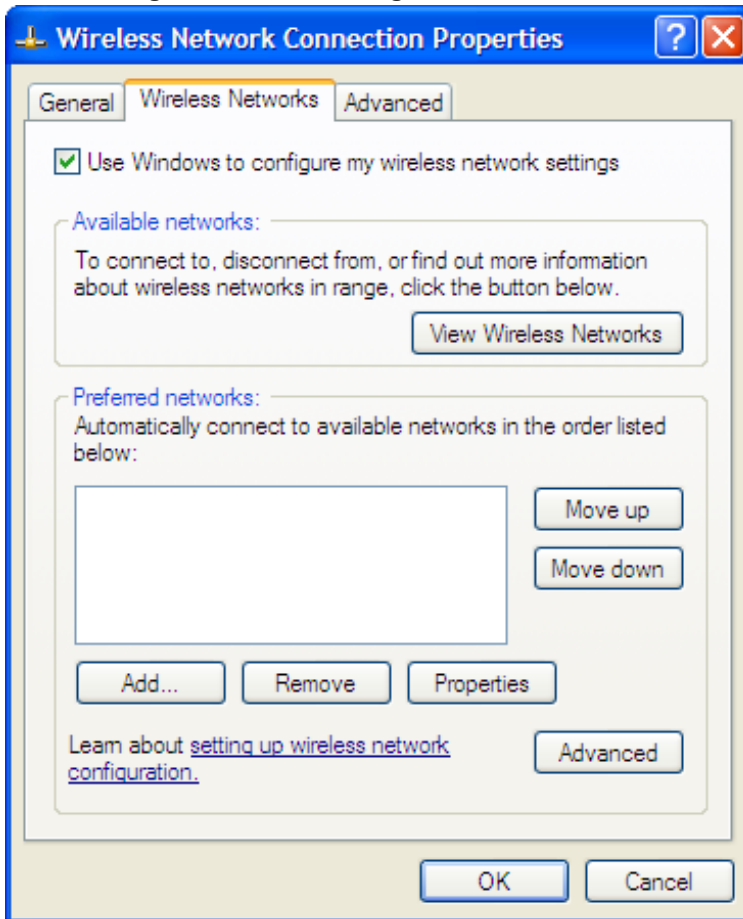 Wireless Network Connection Properties
?
General Wireless Networks Advanced
Use Windows to configure my wireless network settings
Available networks:
To connect to, disconnect from, or find out more information
about wireless networks in range, click the button below.
View Wireless Networks
Preferred networks:
Automatically connect to available networks in the order listed
below:
Move up
Move down
Add... Remove Properties
Learn about setting up wireless network
configuration.
Advanced
OK Cancel